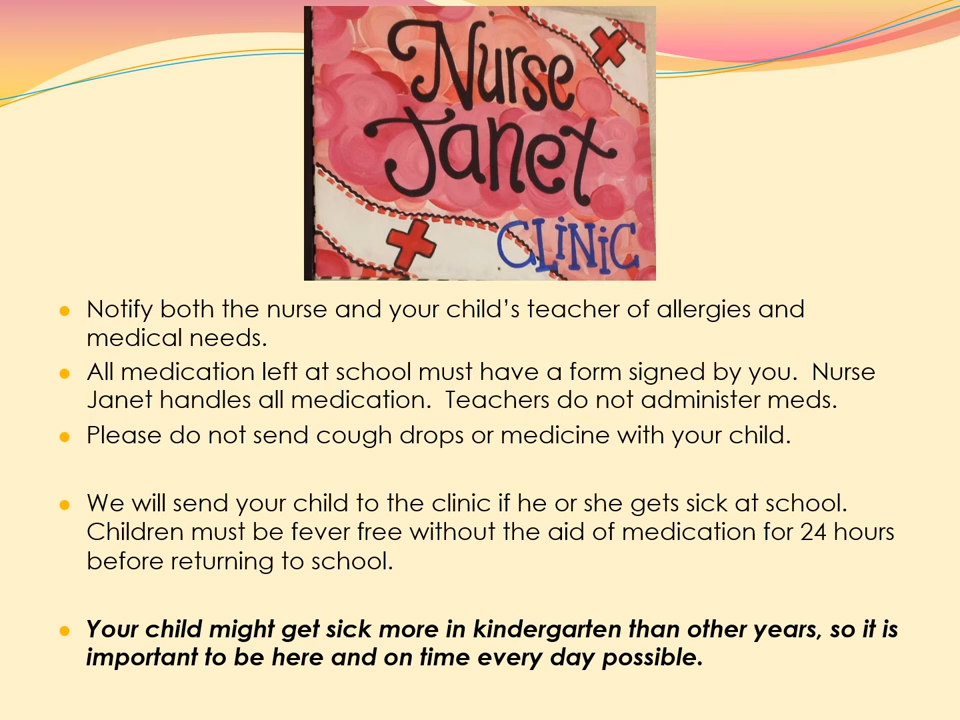 Nurse
Janet
CLiNiC
● Notify both the nurse and your child’s teacher of allergies and
medical needs.
● All medication left at school must have a form signed by you.  Nurse
Janet handles all medication.  Teachers do not administer meds.
● Please do not send cough drops or medicine with your child.
● We will send your child to the clinic if he or she gets sick at school.
Children must be fever free without the aid of medication for 24 hours
before returning to school.
● Your child might get sick more in kindergarten than other years, so it is
important to be here and on time every day possible.